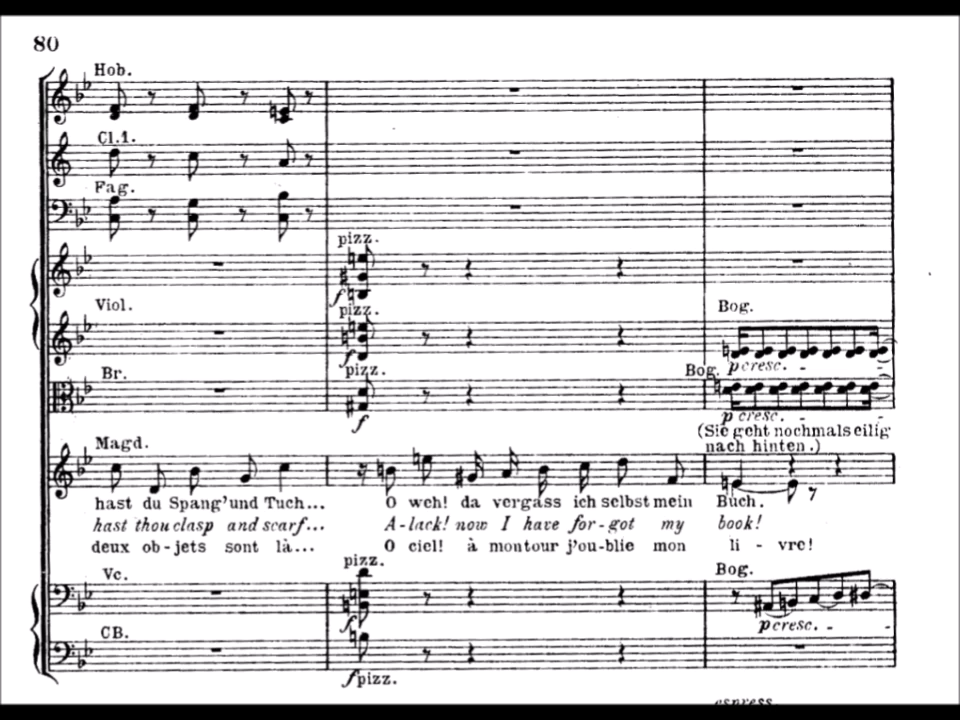 80
Hob.
Cl.1.
Fag.
pizz.
f
Viol.
pizz.
Bog.
f
p cresc. - -
Br.
pizz.
Bog.
f
p cresc. - -
(Sie geht nochmals eilig
nach hinten.)
Magd.
hast du Spang' und Tuch... O weh! da vergass ich selbst mein Buch.
hast thou clasp and scarf... A-lack! now I have for-got my book!
deux ob-jets sont là... O ciel! à montour j'ou-blie mon li - vre!
pizz.
Vc.
Bog.
f
p cresc. - -
CB.
f pizz.
espress.